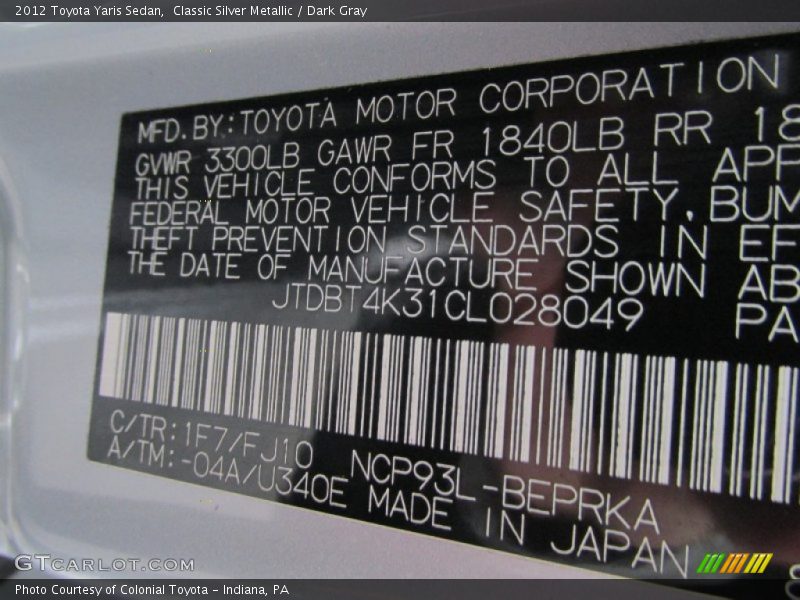 2012 Toyota Yaris Sedan,  Classic Silver Metallic / Dark Gray
MFD. BY: TOYOTA MOTOR CORPORATION
GVWR 3300LB GAWR FR 1840LB RR 18
THIS VEHICLE CONFORMS TO ALL APP
FEDERAL MOTOR VEHICLE SAFETY, BUM
THEFT PREVENTION STANDARDS IN EF
THE DATE OF MANUFACTURE SHOWN AB
JTDBT4K31CL028049 PA
C/TR: 1F7/FJ10 NCP93L-BEPRKA
A/TM: -04A/U340E MADE IN JAPAN
GTCARLOT.COM
Photo Courtesy of Colonial Toyota - Indiana, PA